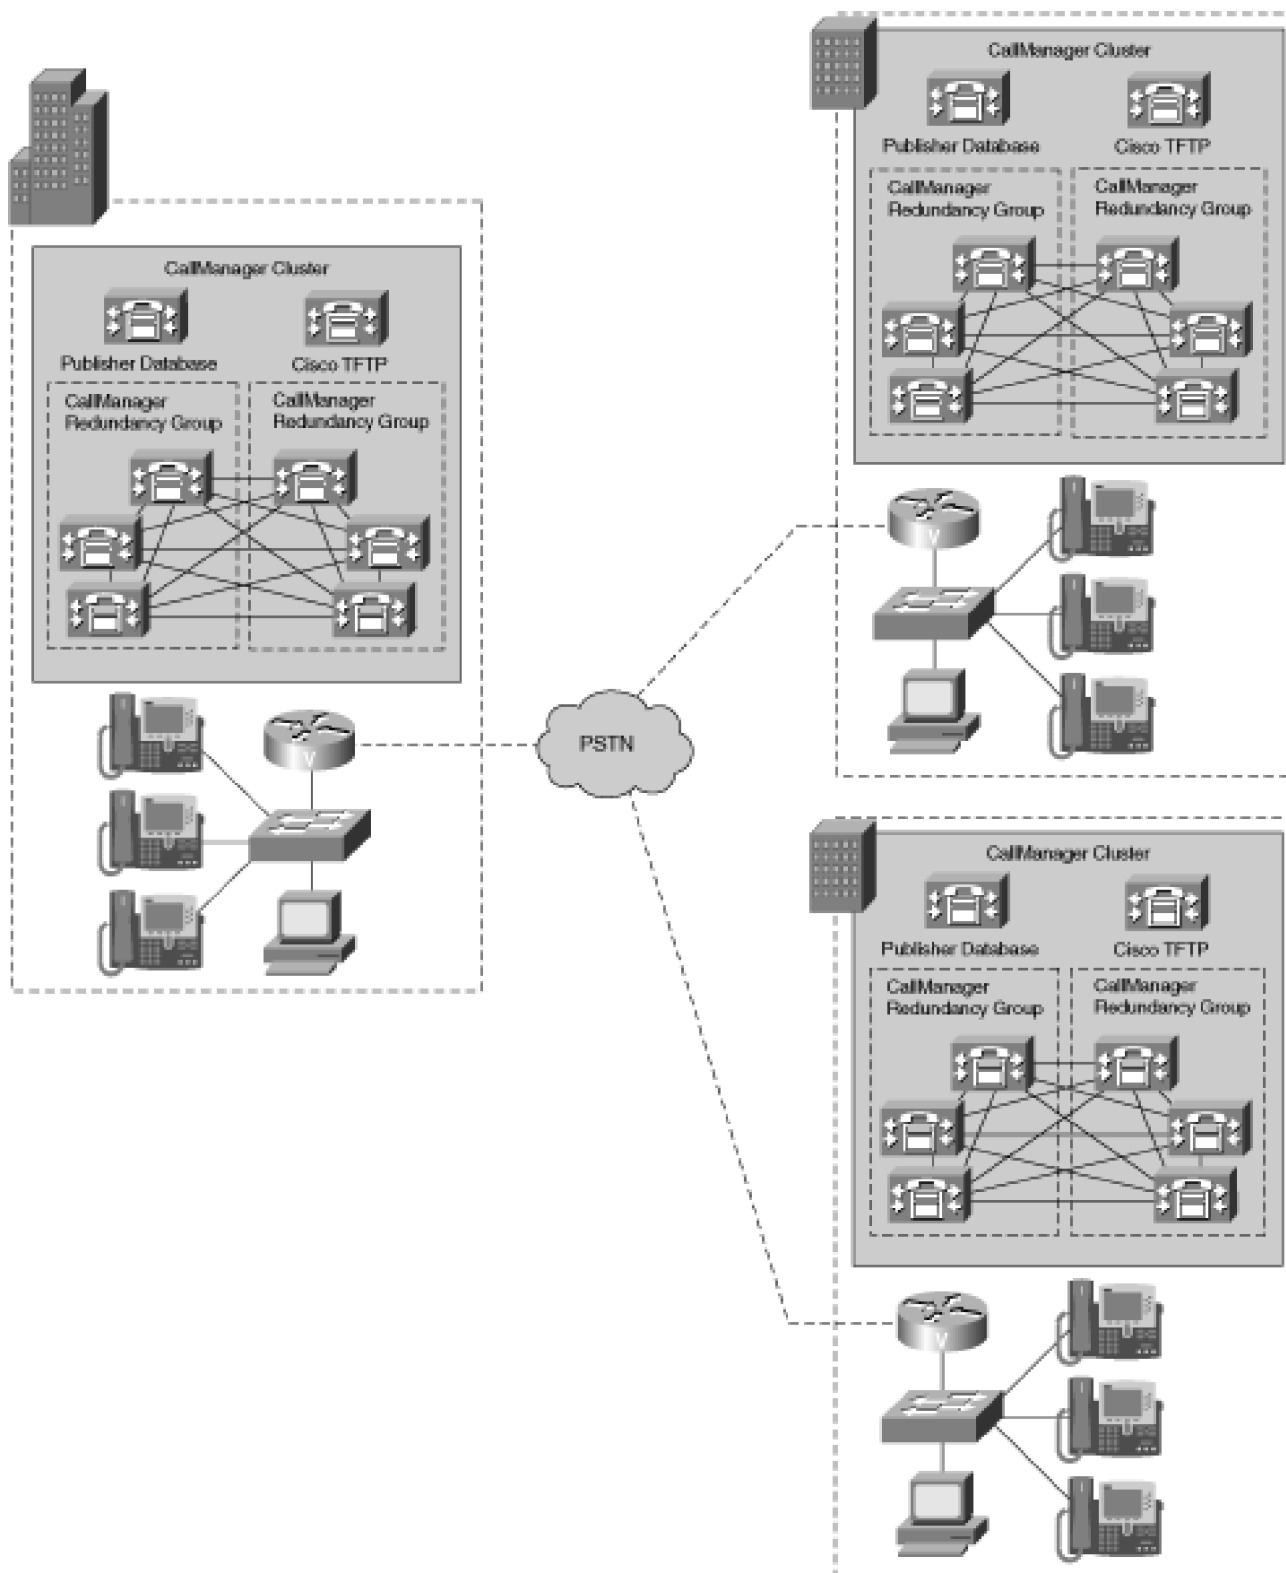 CallManager Cluster
Publisher Database
Cisco TFTP
CallManager
Redundancy Group
CallManager
Redundancy Group
V
PSTN
CallManager Cluster
Publisher Database
Cisco TFTP
CallManager
Redundancy Group
CallManager
Redundancy Group
V
CallManager Cluster
Publisher Database
Cisco TFTP
CallManager
Redundancy Group
CallManager
Redundancy Group
V